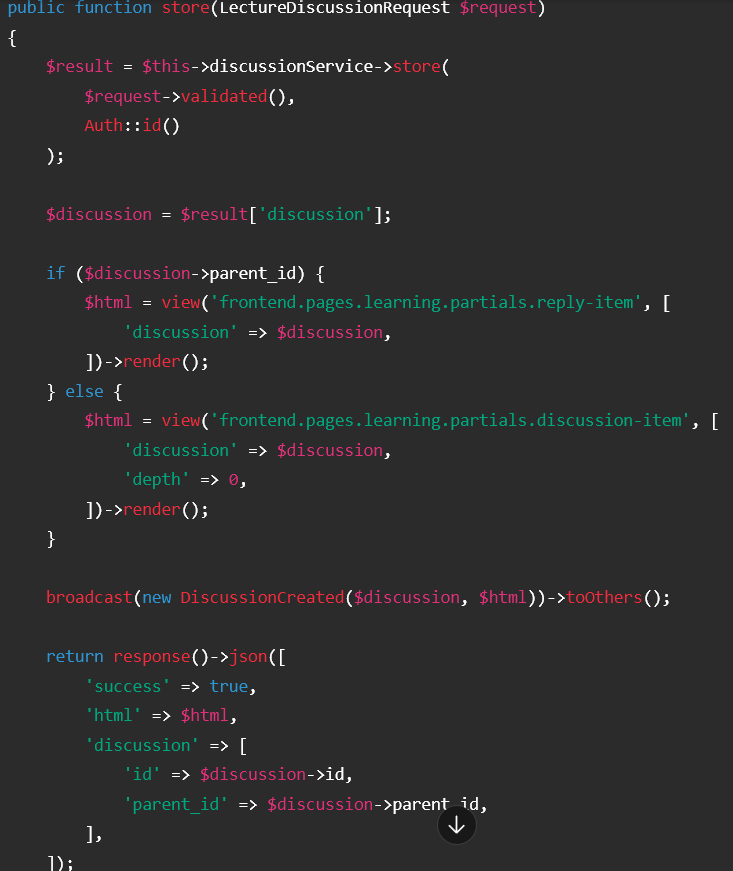 public function store(LectureDiscussionRequest $request)
{
    $result = $this->discussionService->store(
        $request->validated(),
        Auth::id()
    );

    $discussion = $result['discussion'];

    if ($discussion->parent_id) {
        $html = view('frontend.pages.learning.partials.reply-item', [
            'discussion' => $discussion,
        ])->render();
    } else {
        $html = view('frontend.pages.learning.partials.discussion-item', [
            'discussion' => $discussion,
            'depth' => 0,
        ])->render();
    }

    broadcast(new DiscussionCreated($discussion, $html))->toOthers();

    return response()->json([
        'success' => true,
        'html' => $html,
        'discussion' => [
            'id' => $discussion->id,
            'parent_id' => $discussion->parent_id,
        ],
    ]);